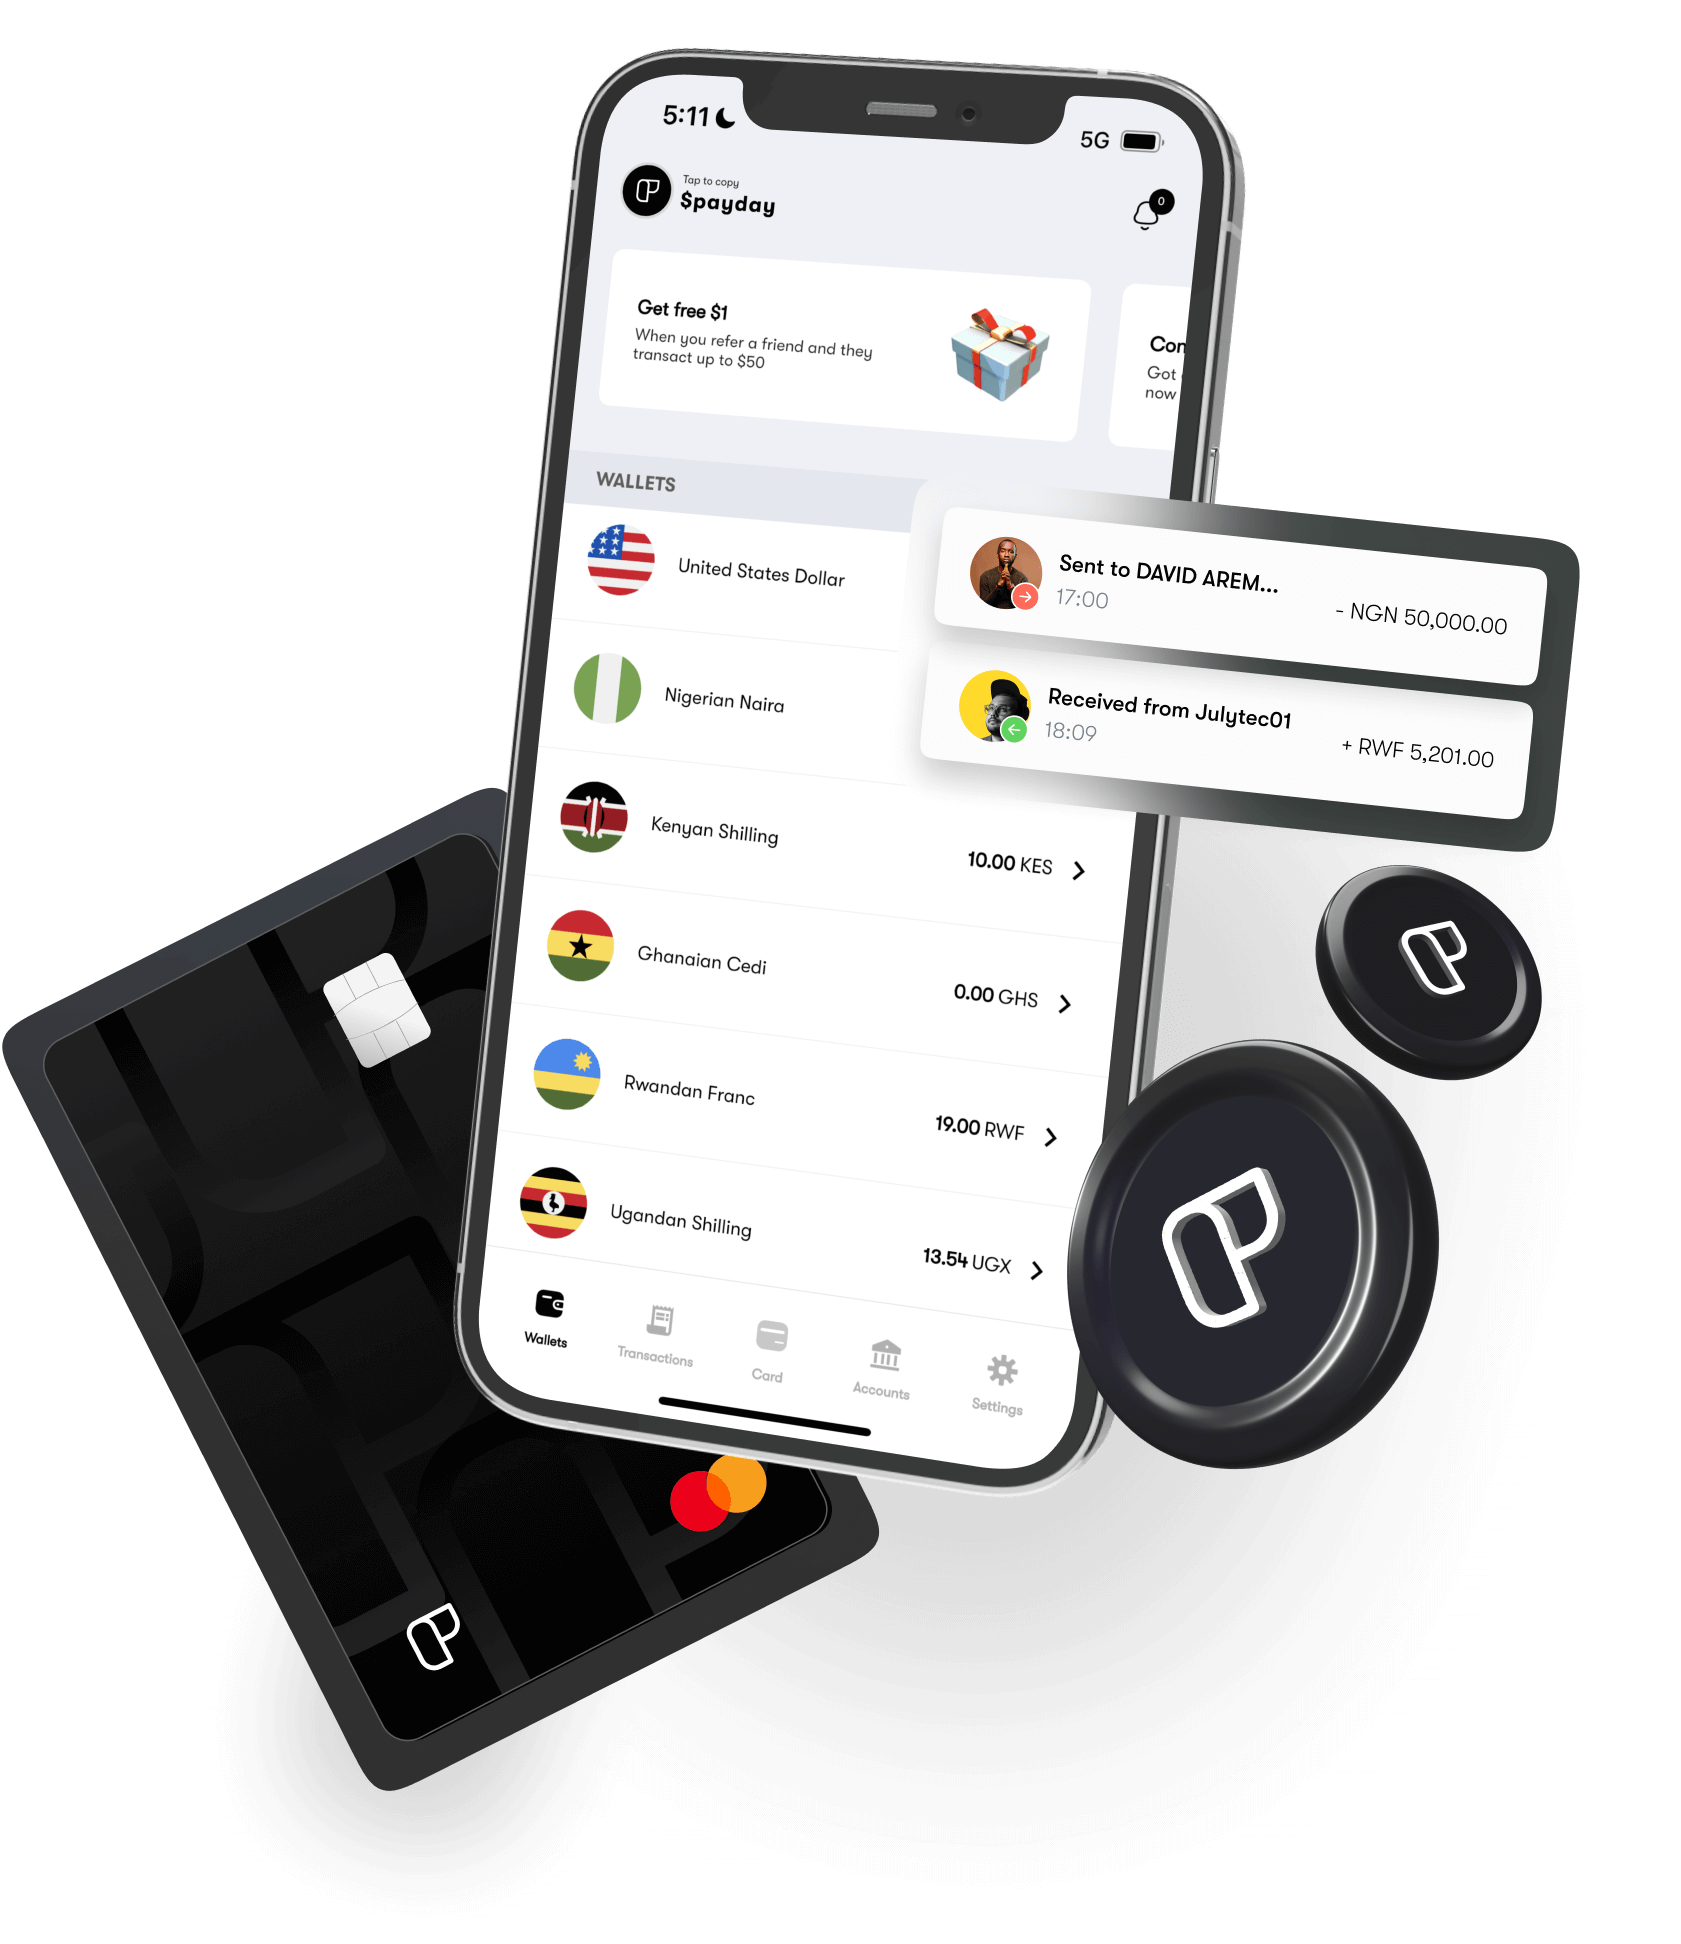 5:11
5G
Tap to copy
$payday
0
Get free $1
When you refer a friend and they
transact up to $50
Con
Got
now
WALLETS
United States Dollar
Sent to DAVID AREM...
17:00
- NGN 50,000.00
Nigerian Naira
Received from Julytec01
18:09
+ RWF 5,201.00
Kenyan Shilling
10.00 KES
Ghanaian Cedi
0.00 GHS
Rwandan Franc
19.00 RWF
Ugandan Shilling
13.54 UGX
Wallets
Transactions
Card
Accounts
Settings